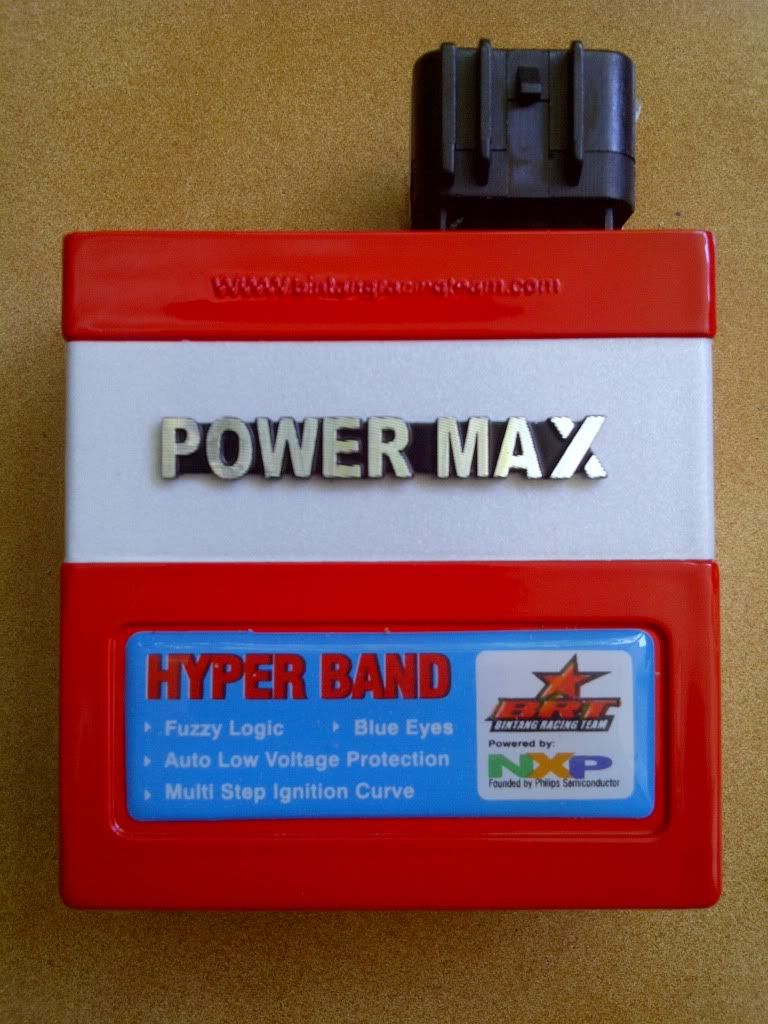 www.bintangracingteam.com
POWER MAX
HYPER BAND
Fuzzy Logic
Blue Eyes
Auto Low Voltage Protection
Multi Step Ignition Curve
BRT
BINTANG RACING TEAM
Powered by:
NXP
Founded by Philips Semiconductor